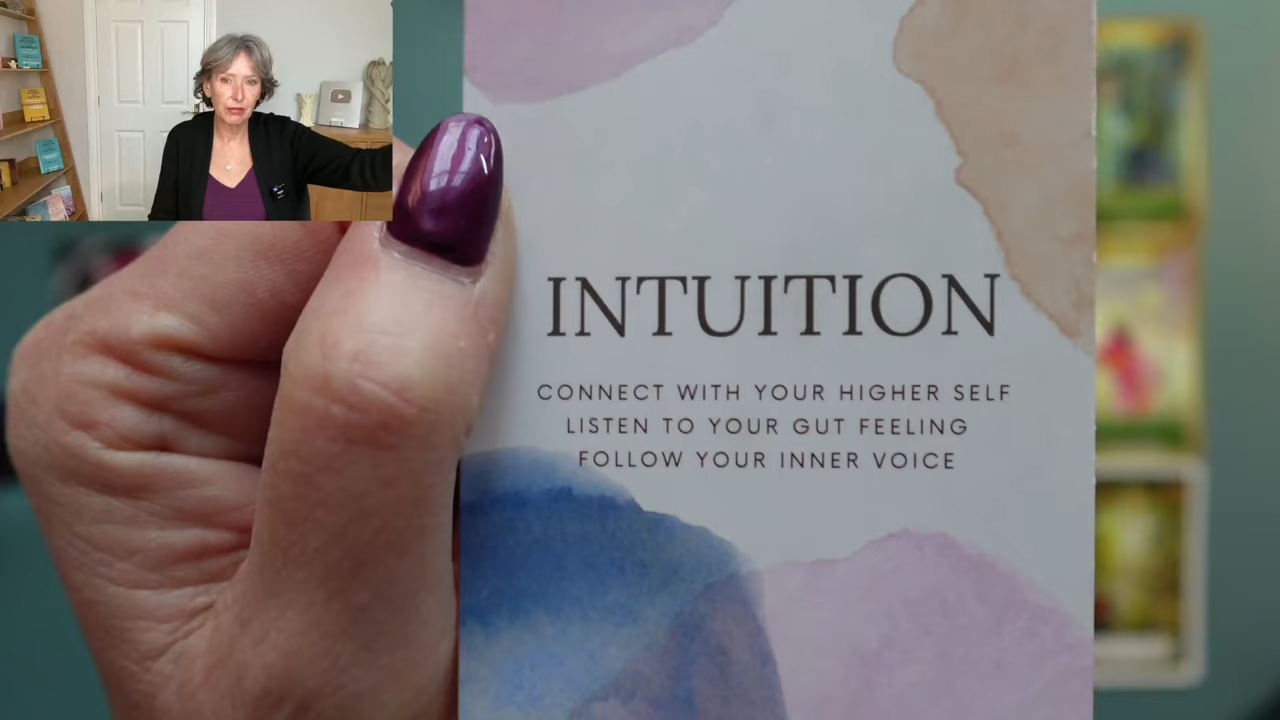 INTUITION
CONNECT WITH YOUR HIGHER SELF
LISTEN TO YOUR GUT FEELING
FOLLOW YOUR INNER VOICE